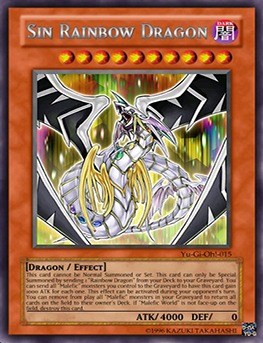 SIN RAINBOW DRAGON
DARK
闇
Yu-Gi-Oh!-015
[DRAGON / EFFECT]
This card cannot be Normal Summoned or Set. This card can only be Special
Summoned by sending 1 "Rainbow Dragon" from your Deck to your Graveyard. You
can send all "Malefic" monsters you control to the Graveyard to have this card gain
1000 ATK for each one. This effect can be activated during your opponent's turn.
You can remove from play all "Malefic" monsters in your Graveyard to return all
cards on the field to their owner's Deck. If "Malefic World" is not face-up on the
field, destroy this card.
ATK/ 4000 DEF/ 0
©1996 KAZUKI TAKAHASHI